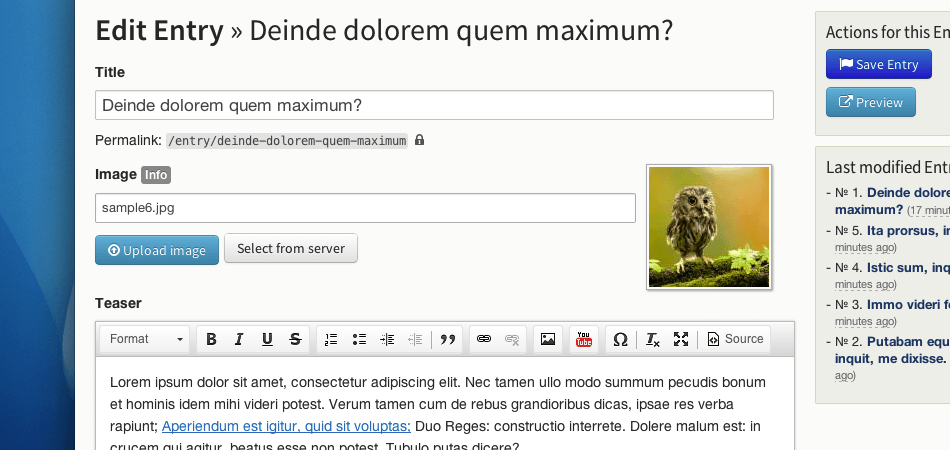 Edit Entry » Deinde dolorem quem maximum?
Title
Deinde dolorem quem maximum?
Permalink: /entry/deinde-dolorem-quem-maximum
Image Info
sample6.jpg
Upload image Select from server
Teaser
Format B I U S You Tube Ω Source
Lorem ipsum dolor sit amet, consectetur adipiscing elit. Nec tamen ullo modo summum pecudis bonum
et hominis idem mihi videri potest. Verum tamen cum de rebus grandioribus dicas, ipsae res verba
rapiunt; Aperiendum est igitur, quid sit voluptas; Duo Reges: constructio interrete. Dolere malum est: in
crucem qui agitur, beatus esse non potest. Tubulo putas dicere?
Actions for this En
Save Entry
Preview
Last modified Entr
- № 1. Deinde dolore
maximum? (17 minut
- № 5. Ita prorsus, in
minutes ago)
- № 4. Istic sum, inq
minutes ago)
- № 3. Immo videri f
minutes ago)
- № 2. Putabam equ
inquit, me dixisse.
ago)